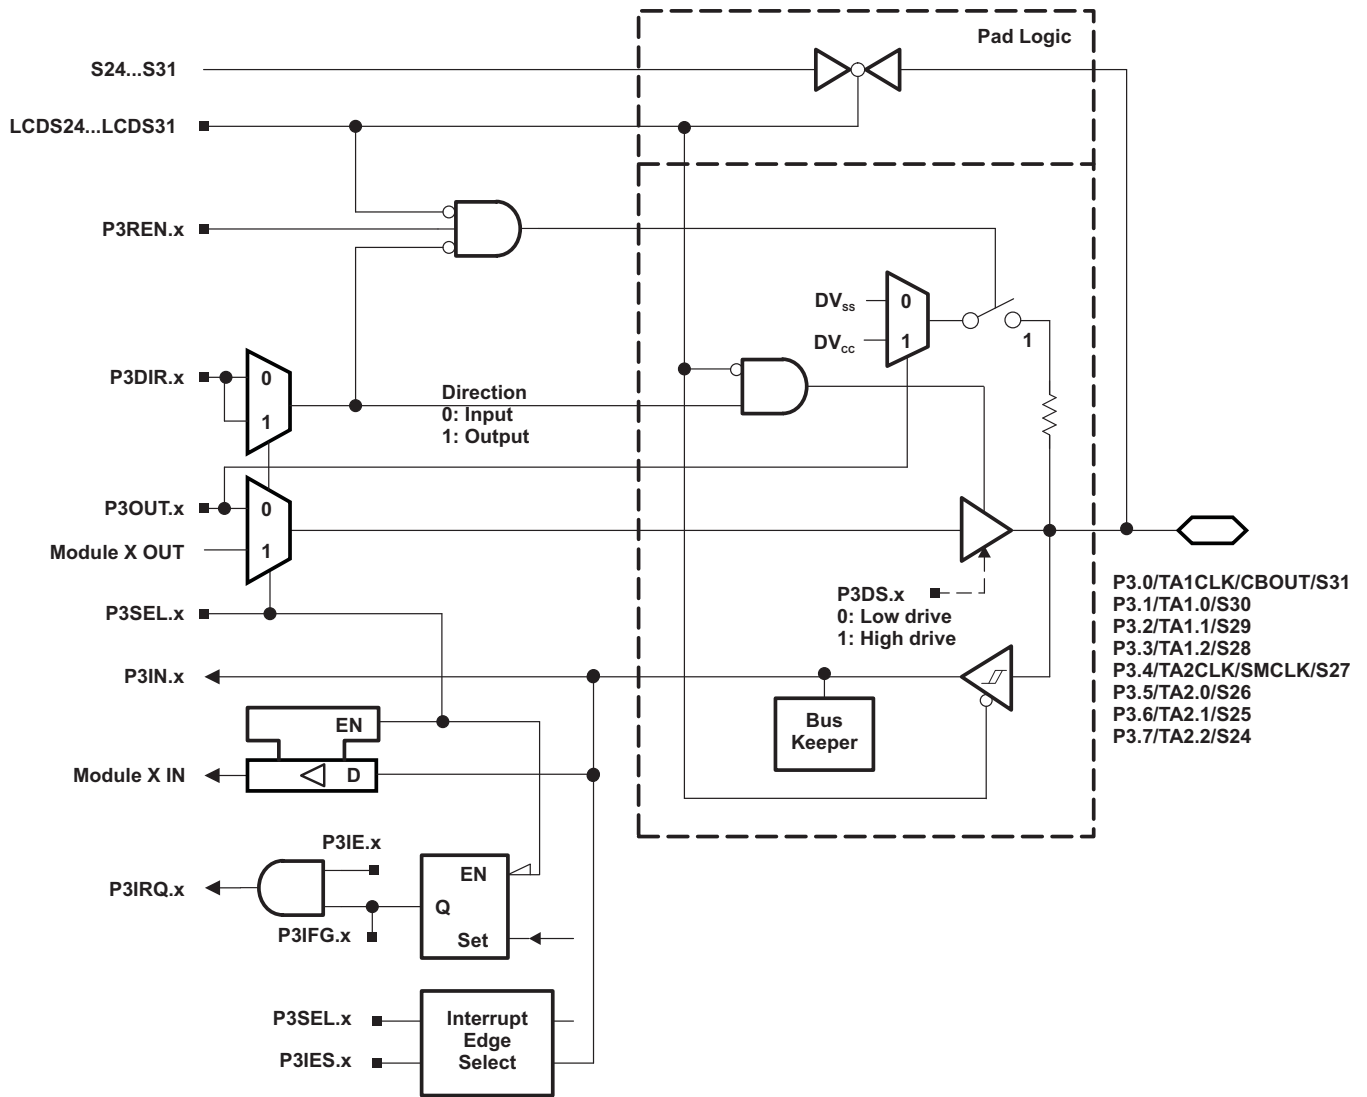 Pad Logic
S24...S31
LCDS24...LCDS31
P3REN.x
DVSS
0
DVCC
1
1
P3DIR.x
0
1
Direction
0: Input
1: Output
P3OUT.x
0
Module X OUT
1
P3SEL.x
P3DS.x
0: Low drive
1: High drive
P3.0/TA1CLK/CBOUT/S31
P3.1/TA1.0/S30
P3.2/TA1.1/S29
P3.3/TA1.2/S28
P3.4/TA2CLK/SMCLK/S27
P3.5/TA2.0/S26
P3.6/TA2.1/S25
P3.7/TA2.2/S24
P3IN.x
Bus
Keeper
EN
Module X IN
D
P3IE.x
P3IRQ.x
EN
Q
P3IFG.x
Set
P3SEL.x
P3IES.x
Interrupt
Edge
Select